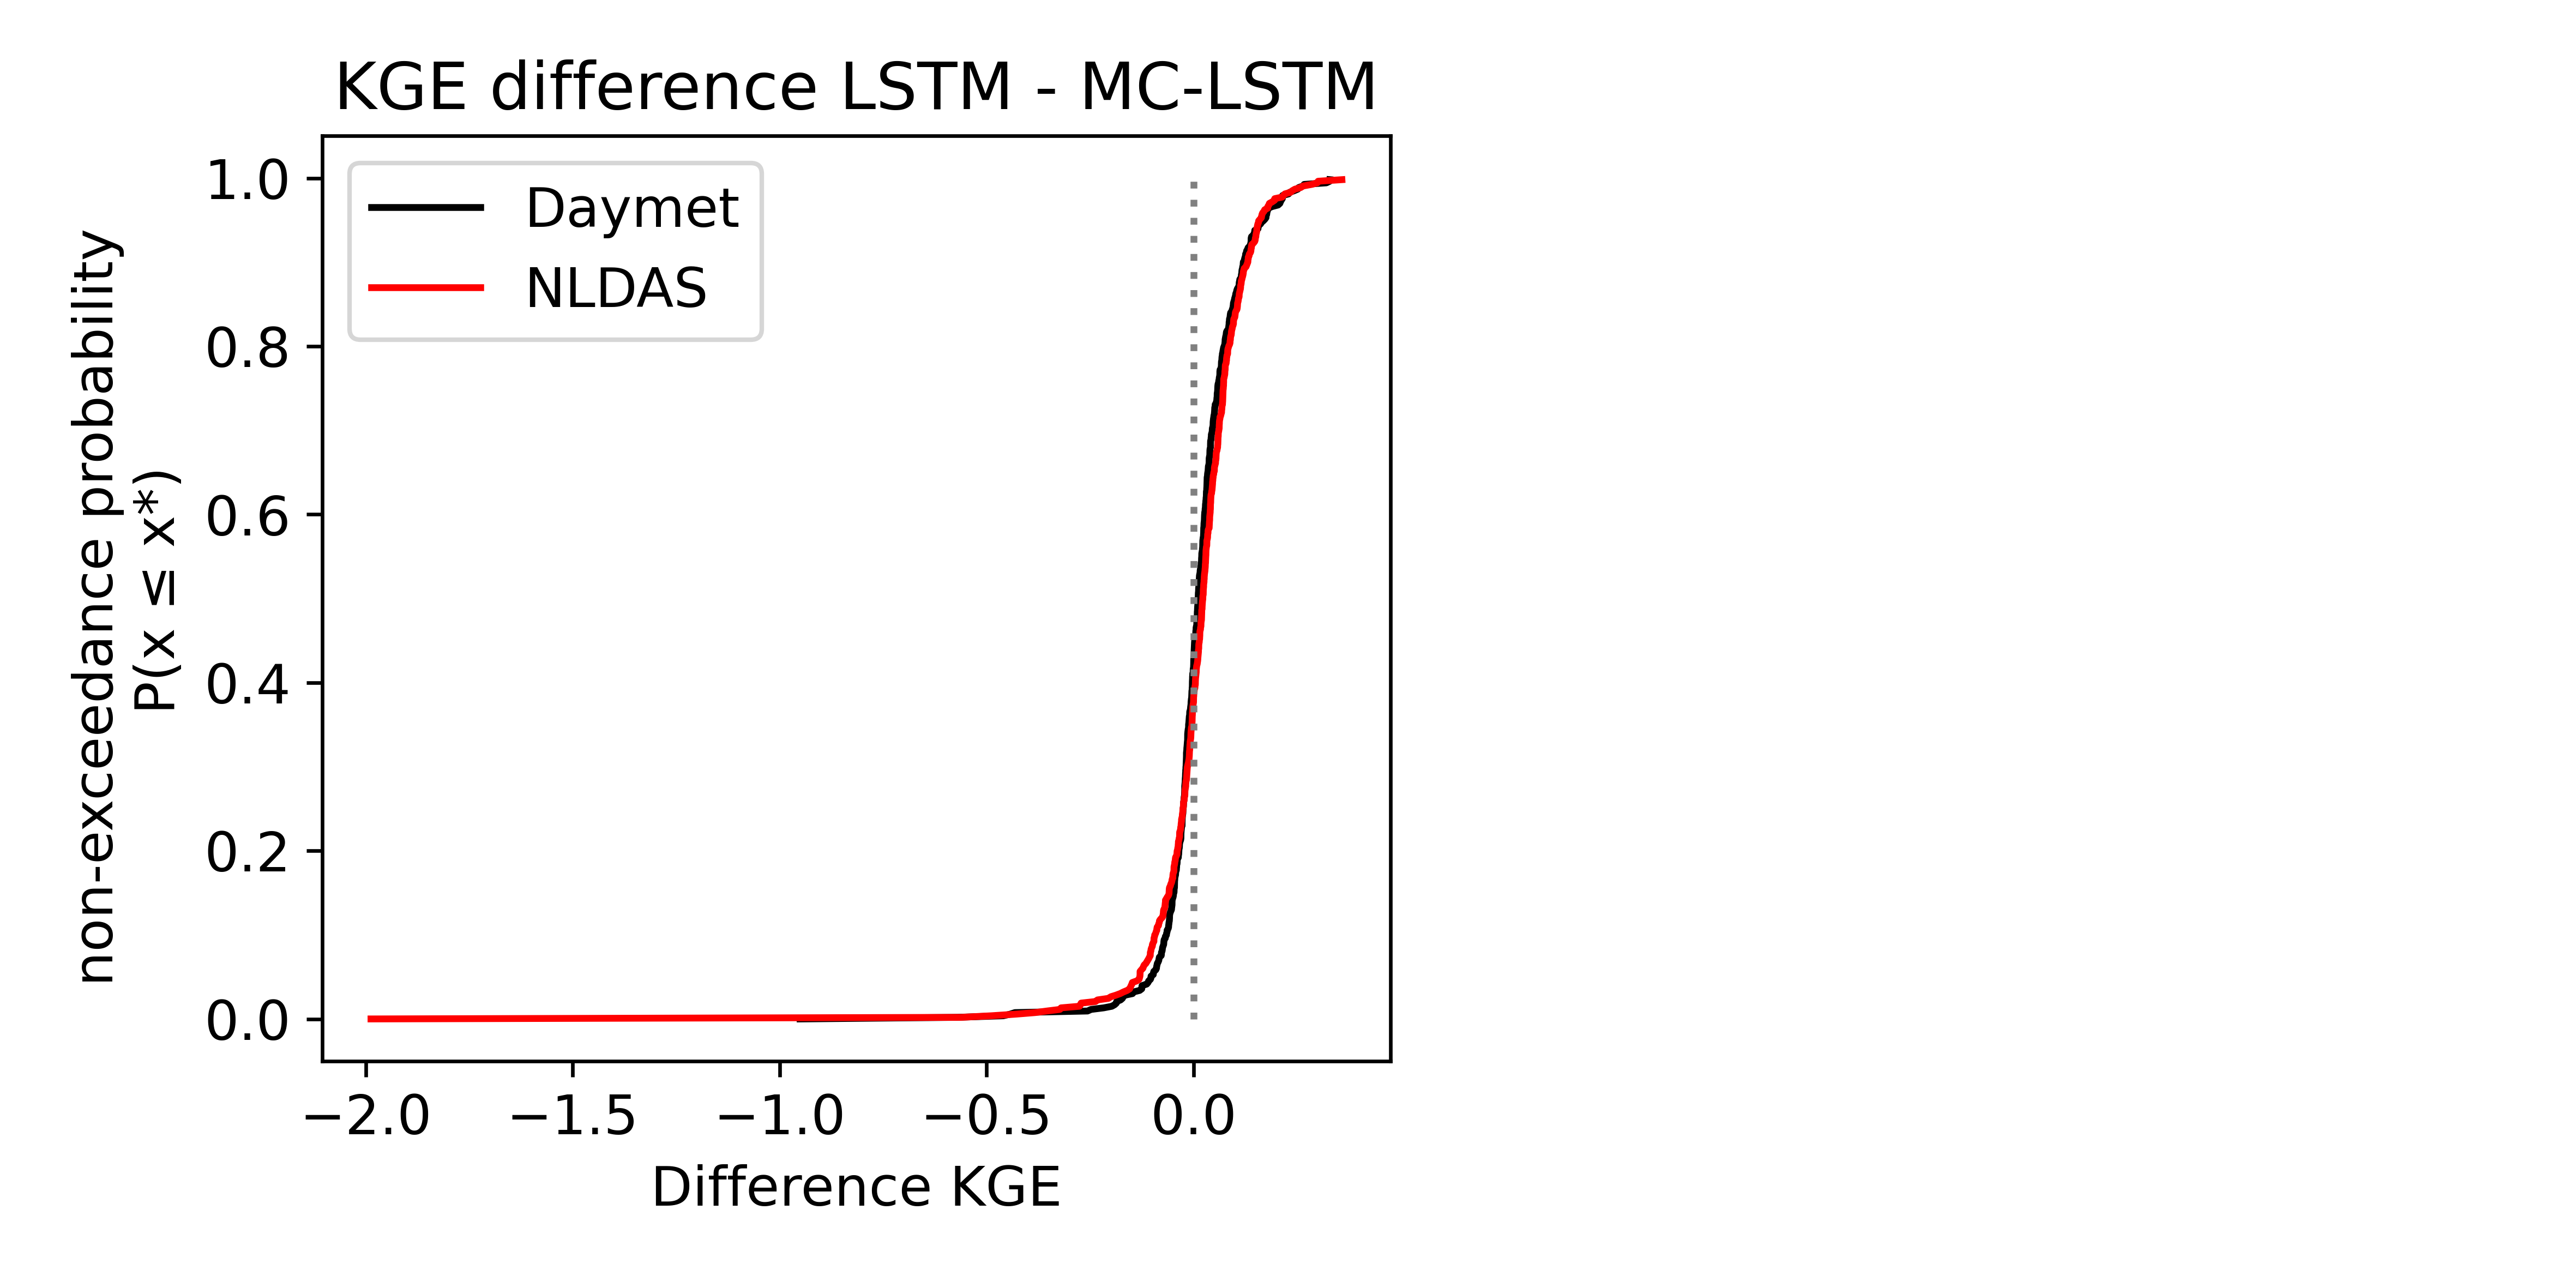 KGE difference LSTM - MC-LSTM
Daymet
NLDAS
non-exceedance probability
P(x ≤ x*)
1.0
0.8
0.6
0.4
0.2
0.0
−2.0 −1.5 −1.0 −0.5 0.0
Difference KGE